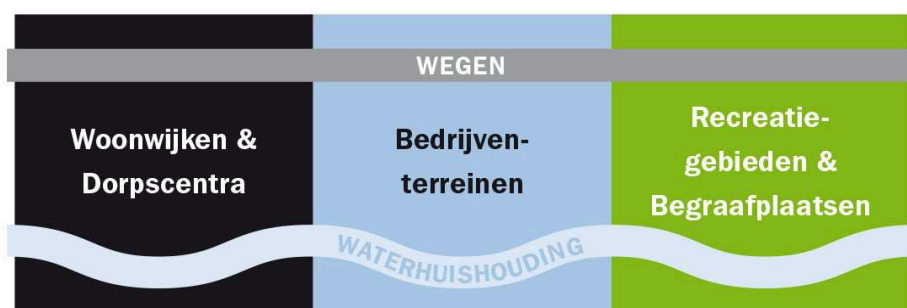 WEGEN
Woonwijken &
Dorpscentra
Bedrijven-
terreinen
Recreatie-
gebieden &
Begraafplaatsen
WATERHUISHOUDING